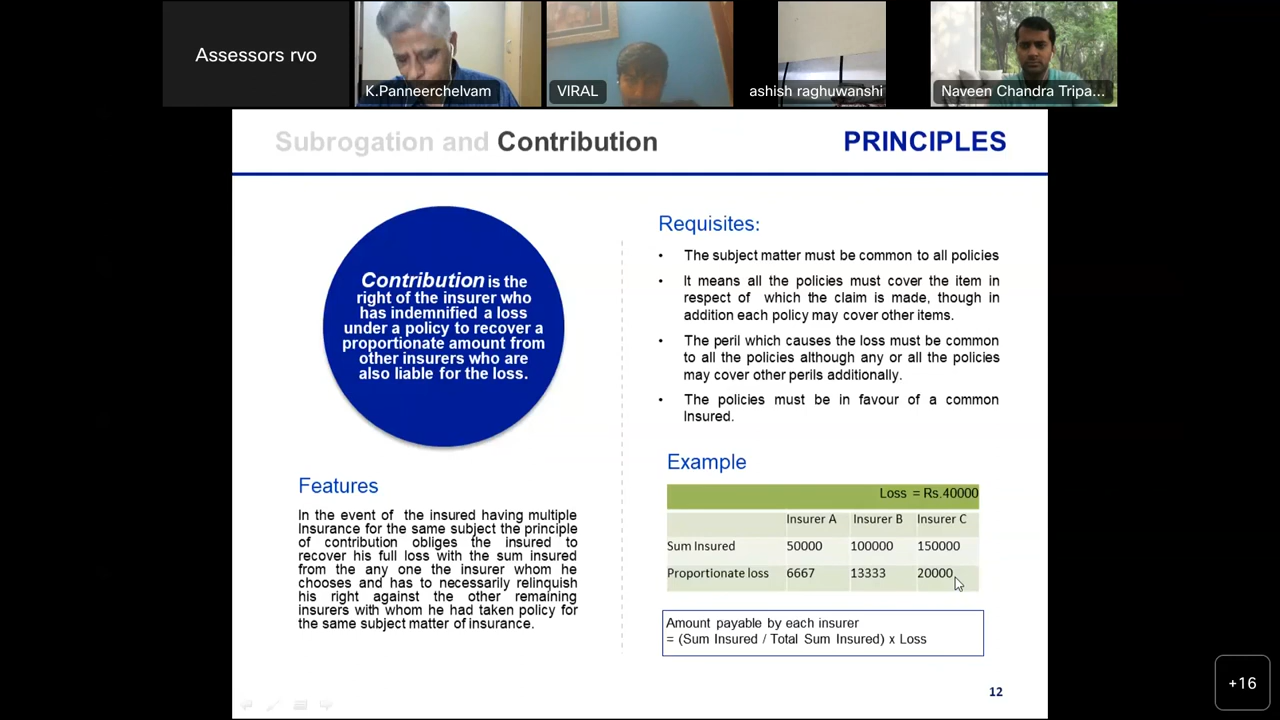 Assessors rvo
K.Panneerchelvam
VIRAL
ashish raghuwanshi
Naveen Chandra Tripa...
Subrogation and Contribution
PRINCIPLES
Contribution is the
right of the insurer who
has indemnified a loss
under a policy to recover a
proportionate amount from
other insurers who are
also liable for the loss.
Features
In the event of the insured having multiple
Insurance for the same subject the principle
of contribution obliges the insured to
recover his full loss with the sum insured
from the any one the insurer whom he
chooses and has to necessarily relinquish
his right against the other remaining
insurers with whom he had taken policy for
the same subject matter of insurance.
Requisites:
• The subject matter must be common to all policies
• It means all the policies must cover the item in
respect of which the claim is made, though in
addition each policy may cover other items.
• The peril which causes the loss must be common
to all the policies although any or all the policies
may cover other perils additionally.
• The policies must be in favour of a common
Insured.
Example
Loss = Rs.40000
Insurer A Insurer B Insurer C
Sum Insured 50000 100000 150000
Proportionate loss 6667 13333 20000
Amount payable by each insurer
= (Sum Insured / Total Sum Insured) x Loss
12
+16